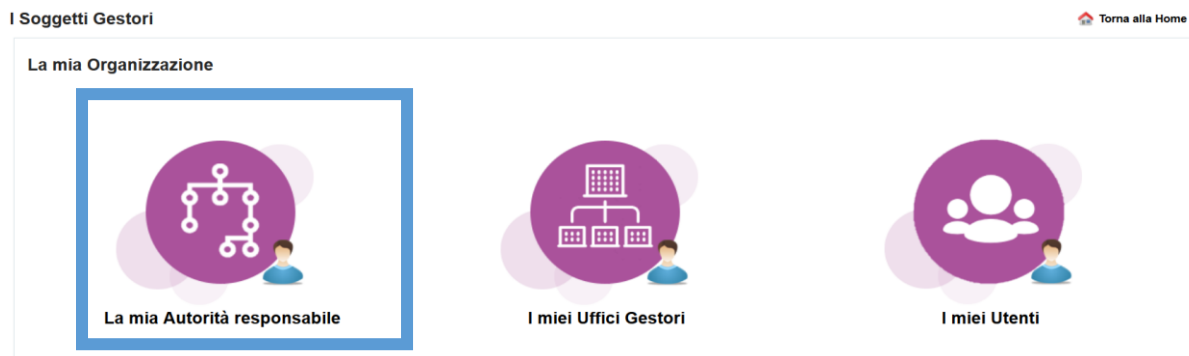 I Soggetti Gestori
Torna alla Home
La mia Organizzazione
La mia Autorità responsabile
I miei Uffici Gestori
I miei Utenti